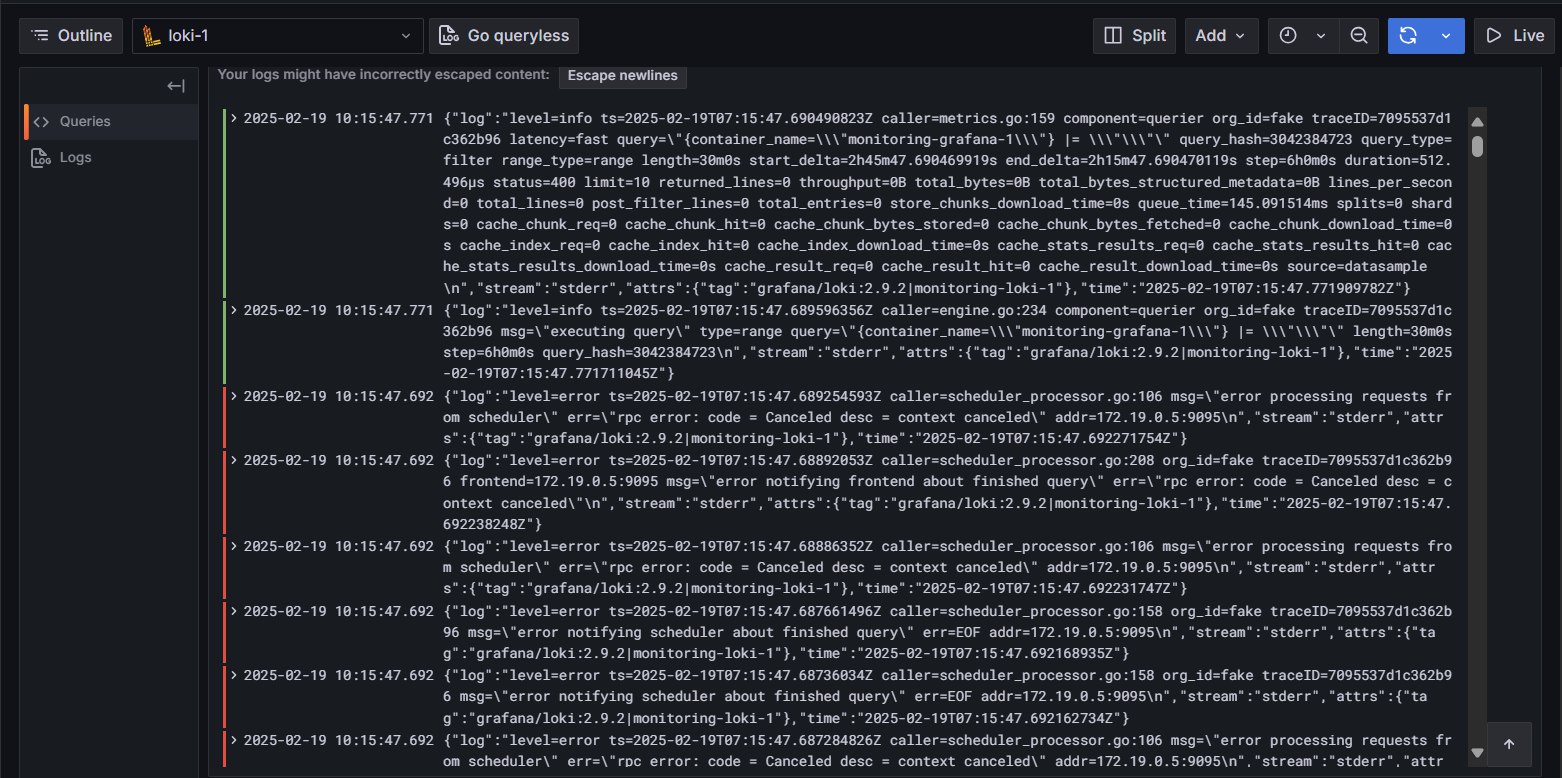 Outline
loki-1
Go queryless
Split
Add
Live
Your logs might have incorrectly escaped content:
Escape newlines
Queries
Logs
2025-02-19 10:15:47.771 {"log":"level=info ts=2025-02-19T07:15:47.690490823Z caller=metrics.go:159 component=querier org_id=fake traceID=7095537d1
c362b96 latency=fast query=\"{container_name=\\\"monitoring-grafana-1\\\"} |= \\\"\\\"\" query_hash=3042384723 query_type=
filter range_type=range length=30m0s start_delta=2h45m47.690469919s end_delta=2h15m47.690470119s step=6h0m0s duration=512.
496µs status=400 limit=10 returned_lines=0 throughput=0B total_bytes=0B total_bytes_structured_metadata=0B lines_per_secon
d=0 total_lines=0 post_filter_lines=0 total_entries=0 store_chunks_download_time=0s queue_time=145.091514ms splits=0 shard
s=0 cache_chunk_req=0 cache_chunk_hit=0 cache_chunk_bytes_stored=0 cache_chunk_bytes_fetched=0 cache_chunk_download_time=0
s cache_index_req=0 cache_index_hit=0 cache_index_download_time=0s cache_stats_results_req=0 cache_stats_results_hit=0 cac
he_stats_results_download_time=0s cache_result_req=0 cache_result_hit=0 cache_result_download_time=0s source=datasample
\n","stream":"stderr","attrs":{"tag":"grafana/loki:2.9.2|monitoring-loki-1"},"time":"2025-02-19T07:15:47.771909782Z"}
2025-02-19 10:15:47.771 {"log":"level=info ts=2025-02-19T07:15:47.689596356Z caller=engine.go:234 component=querier org_id=fake traceID=7095537d1c
362b96 msg=\"executing query\" type=range query=\"{container_name=\\\"monitoring-grafana-1\\\"} |= \\\"\\\"\" length=30m0s
step=6h0m0s query_hash=3042384723\n","stream":"stderr","attrs":{"tag":"grafana/loki:2.9.2|monitoring-loki-1"},"time":"2025
-02-19T07:15:47.771711045Z"}
2025-02-19 10:15:47.692 {"log":"level=error ts=2025-02-19T07:15:47.689254593Z caller=scheduler_processor.go:106 msg=\"error processing requests fr
om scheduler\" err=\"rpc error: code = Canceled desc = context canceled\" addr=172.19.0.5:9095\n","stream":"stderr","attr
s":{"tag":"grafana/loki:2.9.2|monitoring-loki-1"},"time":"2025-02-19T07:15:47.692271754Z"}
2025-02-19 10:15:47.692 {"log":"level=error ts=2025-02-19T07:15:47.68892053Z caller=scheduler_processor.go:208 org_id=fake traceID=7095537d1c362b9
6 frontend=172.19.0.5:9095 msg=\"error notifying frontend about finished query\" err=\"rpc error: code = Canceled desc = c
ontext canceled\"\n","stream":"stderr","attrs":{"tag":"grafana/loki:2.9.2|monitoring-loki-1"},"time":"2025-02-19T07:15:47.
692238248Z"}
2025-02-19 10:15:47.692 {"log":"level=error ts=2025-02-19T07:15:47.68886352Z caller=scheduler_processor.go:106 msg=\"error processing requests fro
m scheduler\" err=\"rpc error: code = Canceled desc = context canceled\" addr=172.19.0.5:9095\n","stream":"stderr","attr
s":{"tag":"grafana/loki:2.9.2|monitoring-loki-1"},"time":"2025-02-19T07:15:47.692231747Z"}
2025-02-19 10:15:47.692 {"log":"level=error ts=2025-02-19T07:15:47.687661496Z caller=scheduler_processor.go:158 org_id=fake traceID=7095537d1c362b
96 msg=\"error notifying scheduler about finished query\" err=EOF addr=172.19.0.5:9095\n","stream":"stderr","attrs":{"ta
g":"grafana/loki:2.9.2|monitoring-loki-1"},"time":"2025-02-19T07:15:47.692168935Z"}
2025-02-19 10:15:47.692 {"log":"level=error ts=2025-02-19T07:15:47.68736034Z caller=scheduler_processor.go:158 org_id=fake traceID=7095537d1c362b9
6 msg=\"error notifying scheduler about finished query\" err=EOF addr=172.19.0.5:9095\n","stream":"stderr","attrs":{"ta
g":"grafana/loki:2.9.2|monitoring-loki-1"},"time":"2025-02-19T07:15:47.692162734Z"}
2025-02-19 10:15:47.692 {"log":"level=error ts=2025-02-19T07:15:47.687284826Z caller=scheduler_processor.go:106 msg=\"error processing requests fr
om scheduler\" err=\"rpc error: code = Canceled desc = context canceled\" addr=172.19.0.5:9095\n","stream":"stderr","attr